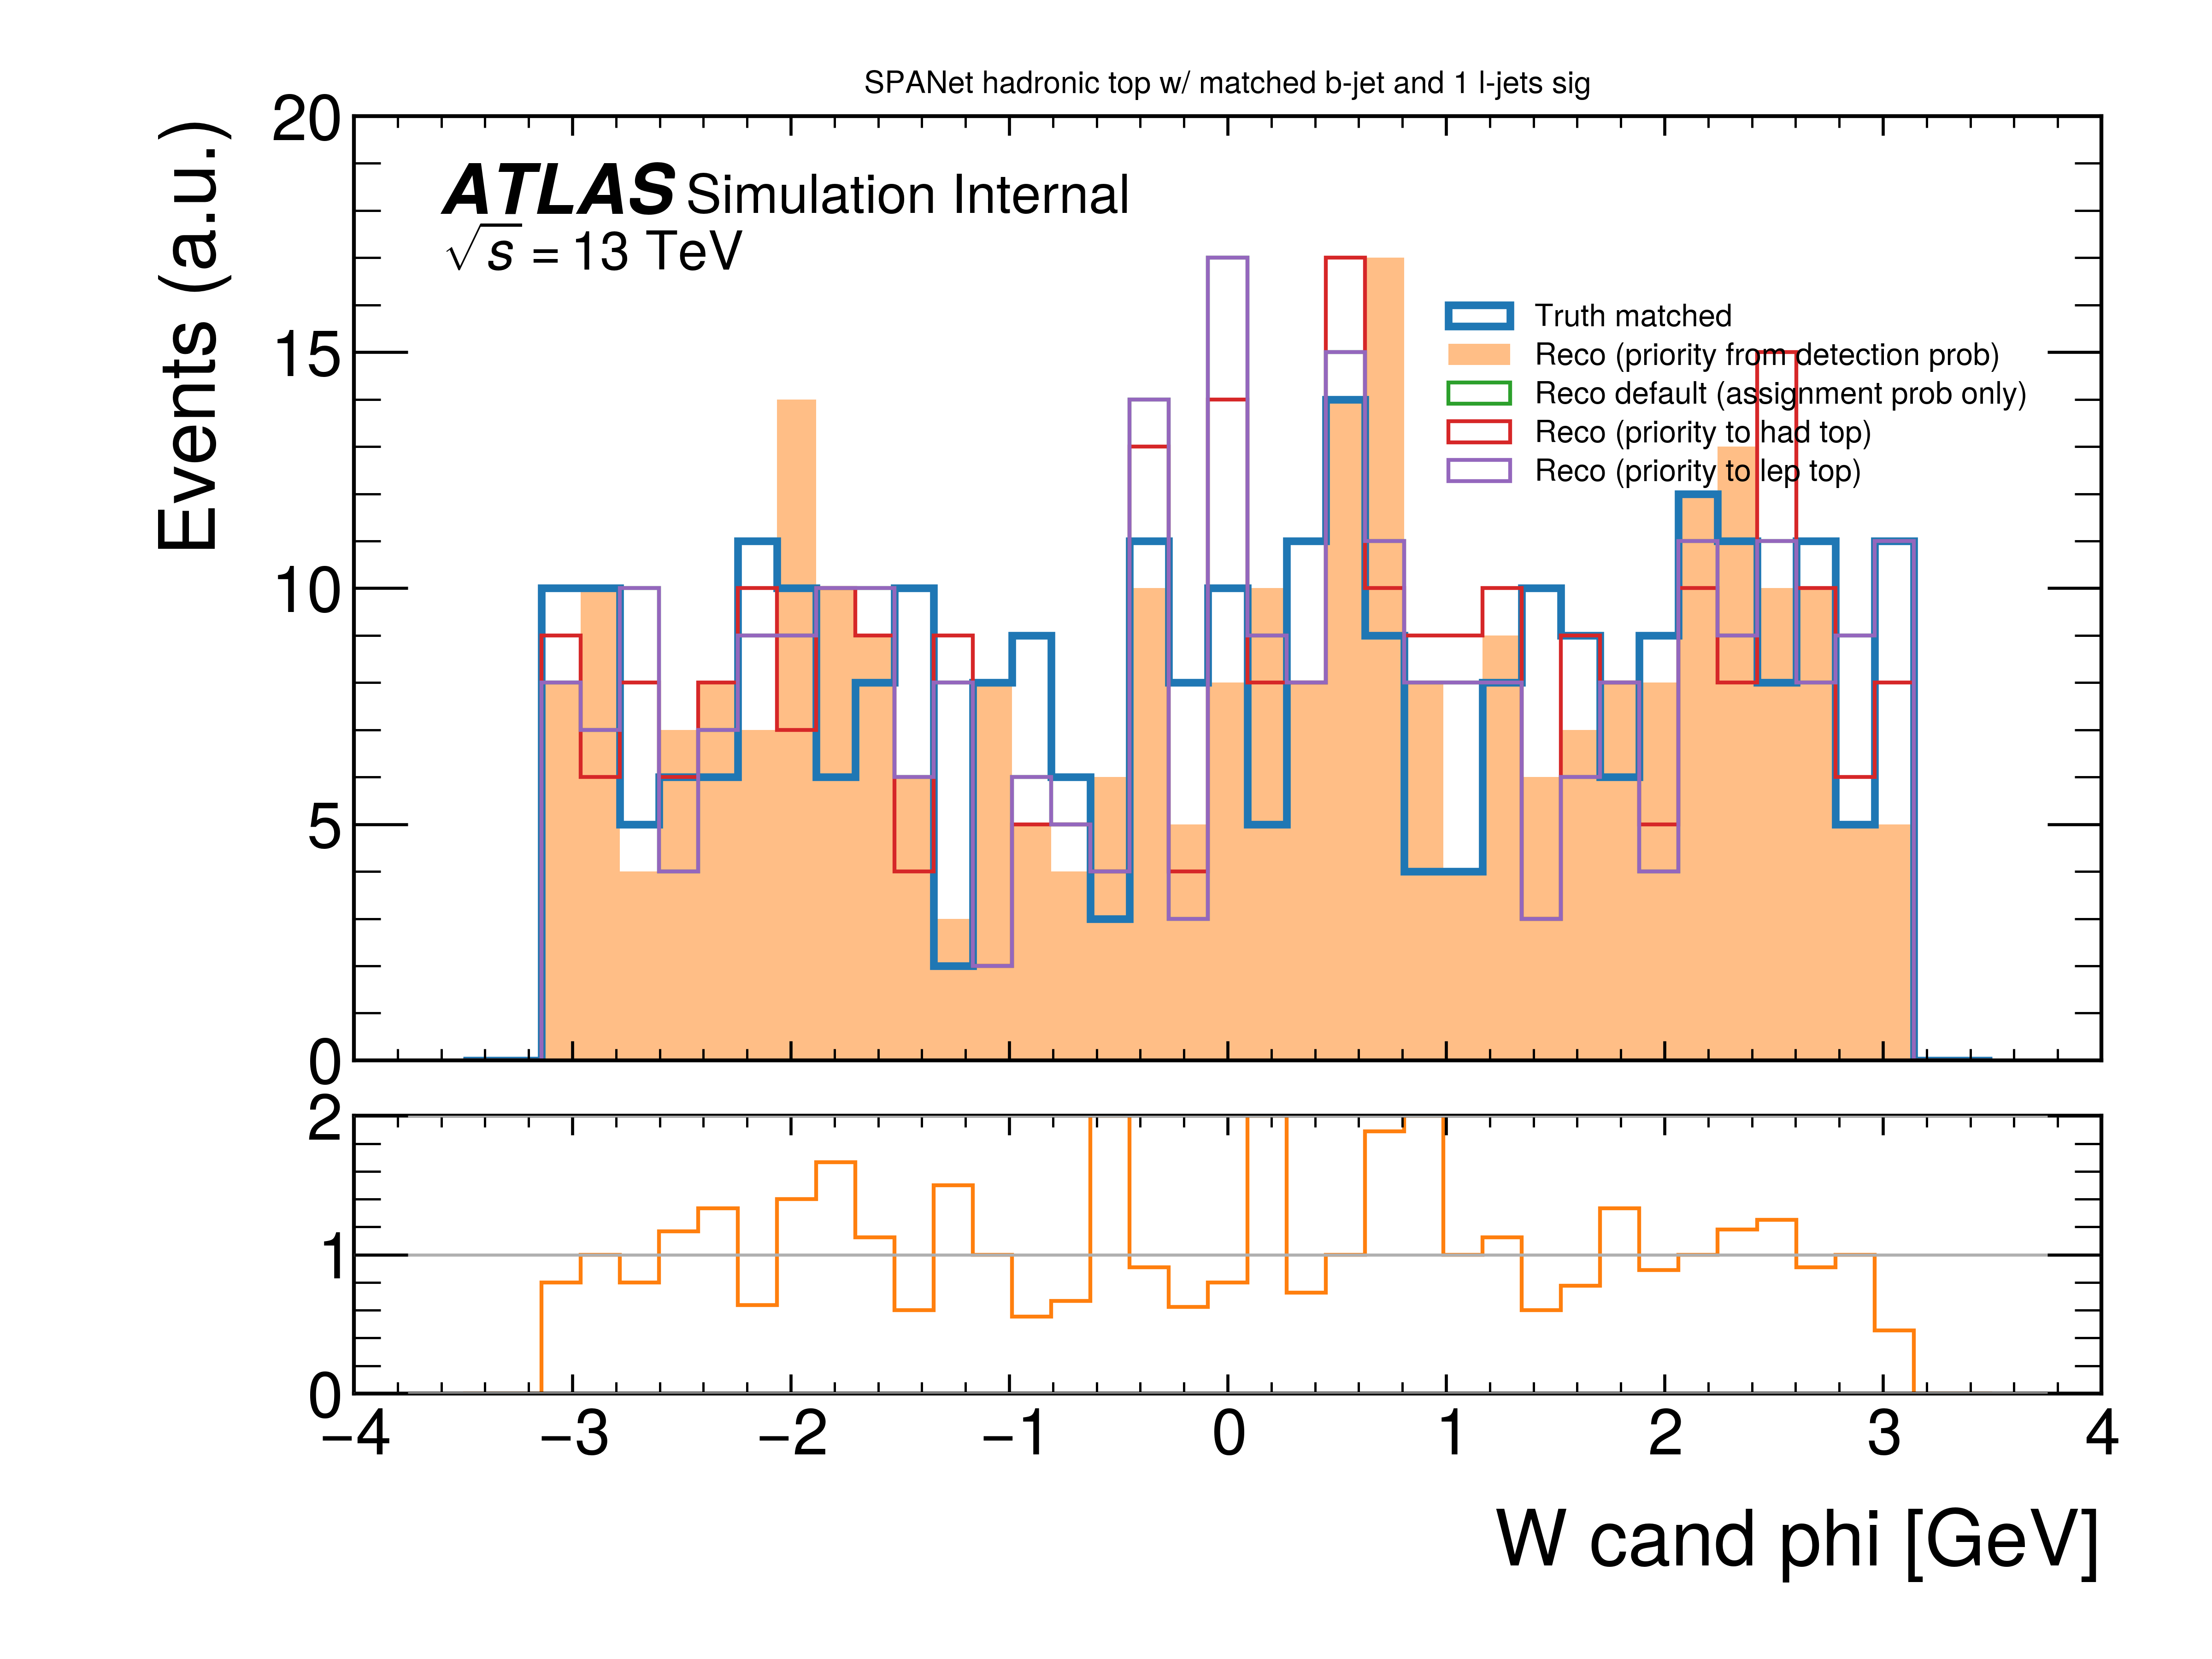 SPANet hadronic top w/ matched b-jet and 1 l-jets sig
Events (a.u.)
20
15
10
5
0
ATLAS Simulation Internal
√s = 13 TeV
Truth matched
Reco (priority from detection prob)
Reco default (assignment prob only)
Reco (priority to had top)
Reco (priority to lep top)
2
1
0
−4 −3 −2 −1 0 1 2 3 4
W cand phi [GeV]